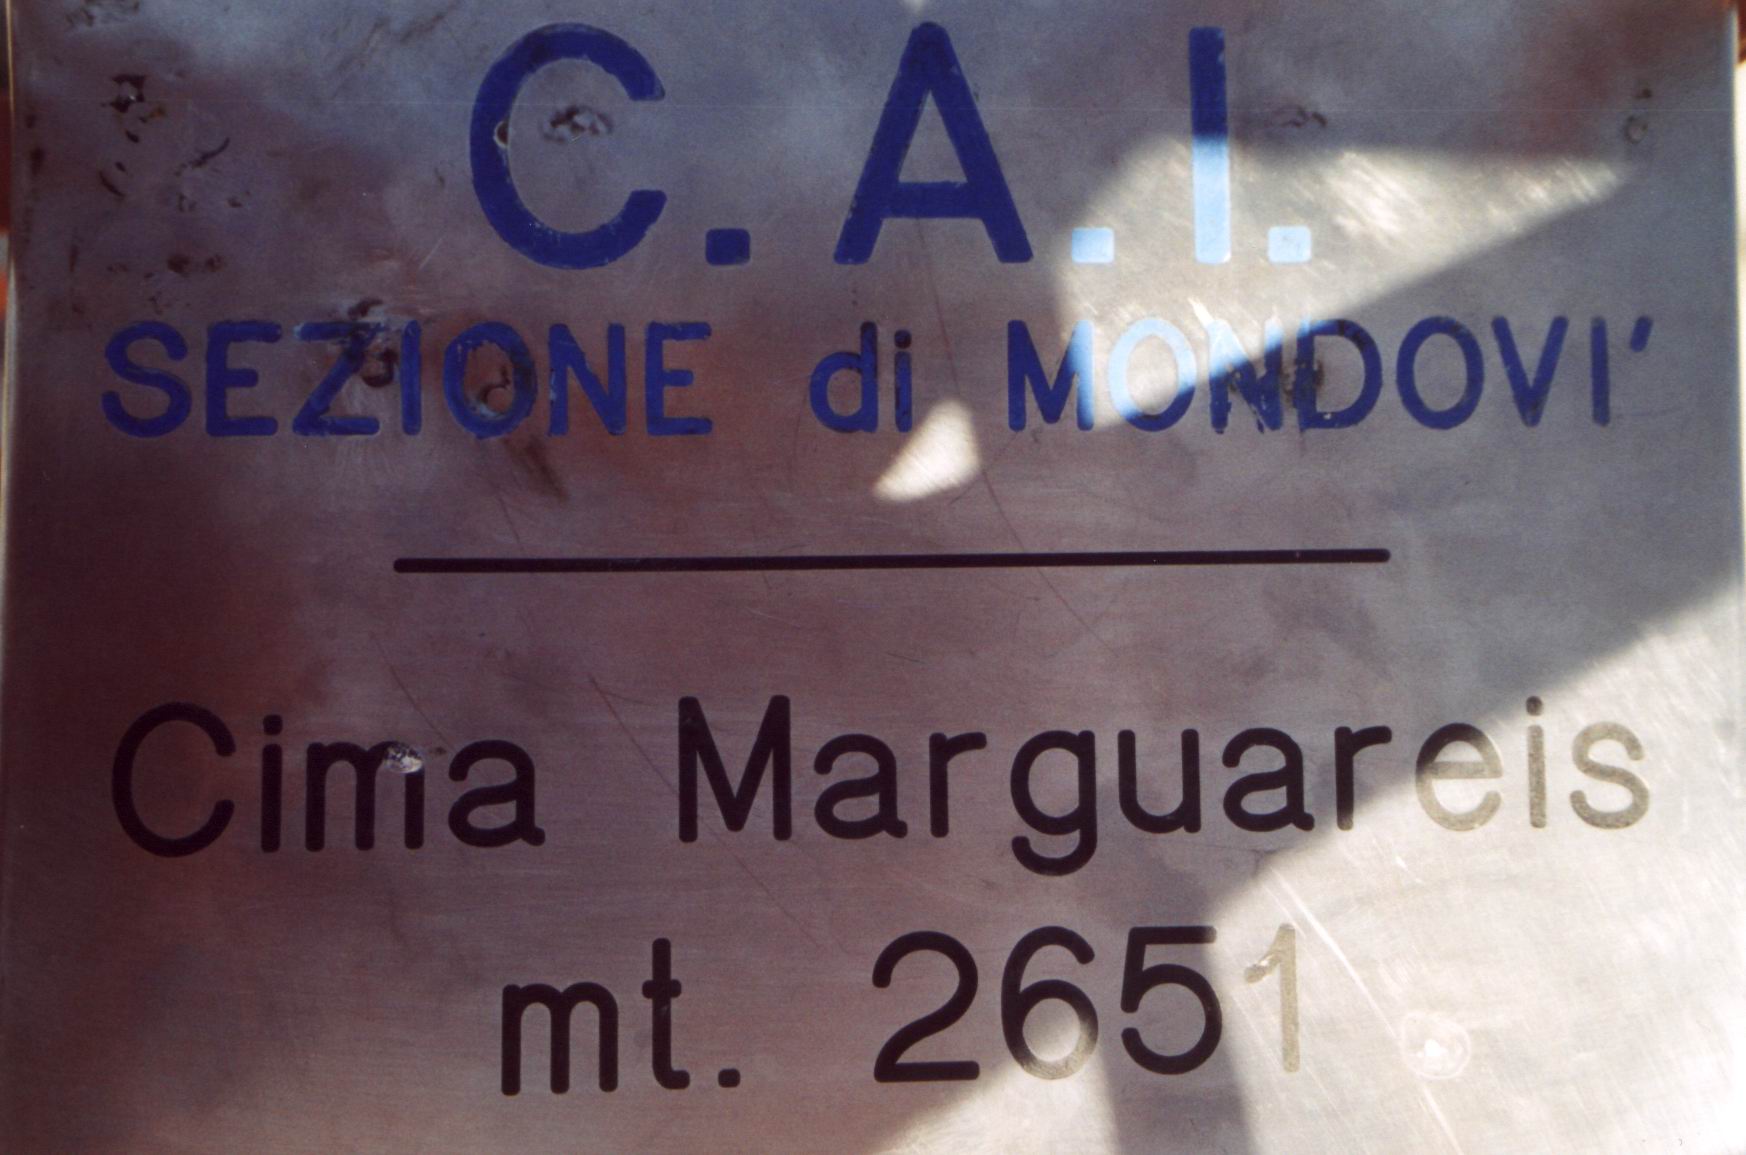 C.A.I.
SEZIONE di MONDOVI'
Cima Marguareis
mt. 2651